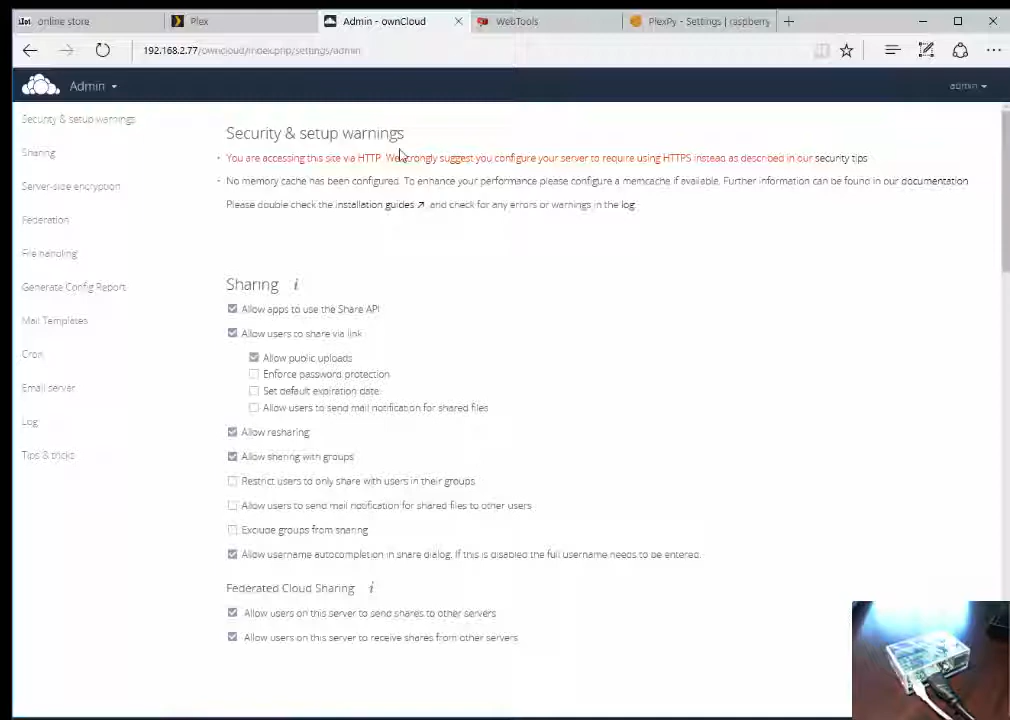 online store
Plex
Admin - ownCloud
WebTools
PlexPy - Settings | raspberry
192.168.2.77/owncloud/index.php/settings/admin
Admin
admin
Security & setup warnings
Sharing
Server-side encryption
Federation
File handling
Generate Config Report
Mail Templates
Cron
Email server
Log
Tips & tricks
Security & setup warnings
You are accessing this site via HTTP. We strongly suggest you configure your server to require using HTTPS instead as described in our security tips
No memory cache has been configured. To enhance your performance please configure a memcache if available. Further information can be found in our documentation
Please double check the installation guides ↗ and check for any errors or warnings in the log
Sharing i
Allow apps to use the Share API
Allow users to share via link
Allow public uploads
Enforce password protection
Set default expiration date
Allow users to send mail notification for shared files
Allow resharing
Allow sharing with groups
Restrict users to only share with users in their groups
Allow users to send mail notification for shared files to other users
Exclude groups from sharing
Allow username autocompletion in share dialog. If this is disabled the full username needs to be entered.
Federated Cloud Sharing i
Allow users on this server to send shares to other servers
Allow users on this server to receive shares from other servers